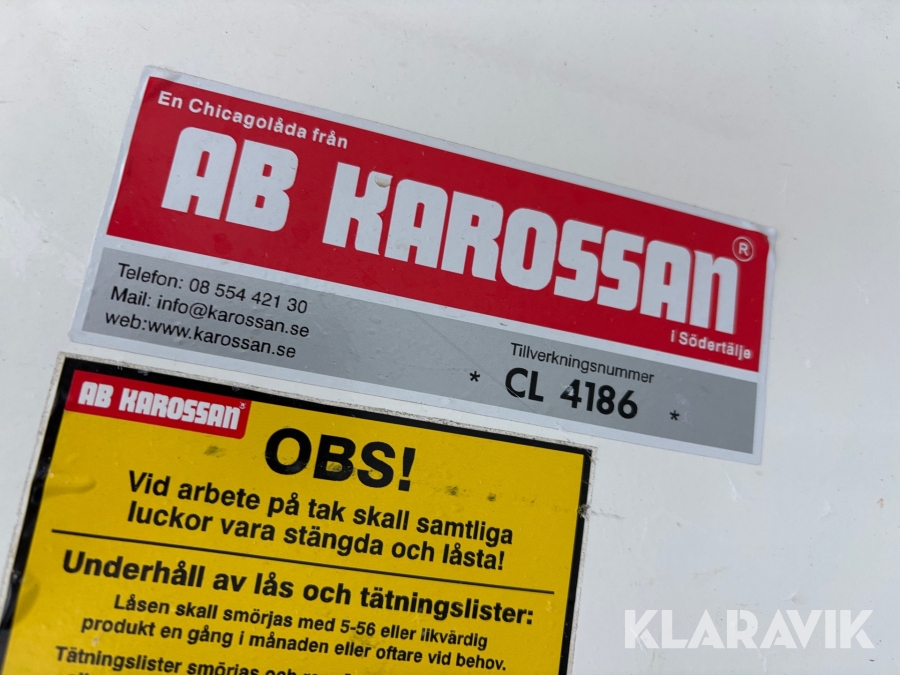 En Chicagolåda från
AB KAROSSAN®
i Södertälje
Telefon: 08 554 421 30
Mail: info@karossan.se
web:www.karossan.se
Tillverkningsnummer
* CL 4186 *
AB KAROSSAN
OBS!
Vid arbete på tak skall samtliga
luckor vara stängda och låsta!
Underhåll av lås och tätningslister:
Låsen skall smörjas med 5-56 eller likvärdig
produkt en gång i månaden eller oftare vid behov.
Tätningslister smörjas och
KLARAVIK